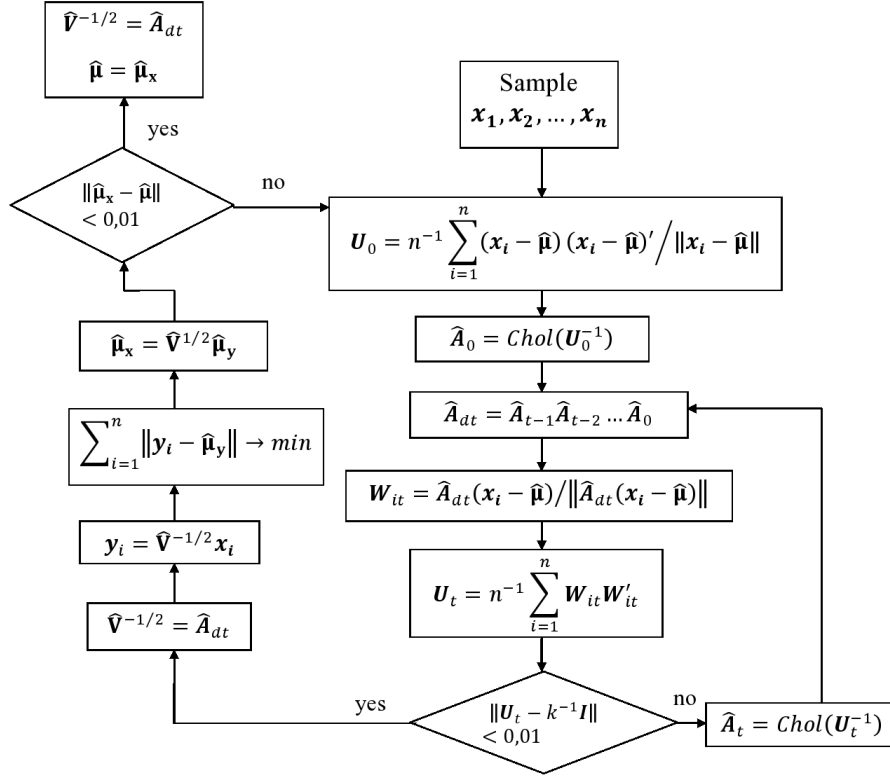 V̂^{-1/2} = Â_{dt}
μ̂ = μ̂_x
yes
‖μ̂_x − μ̂‖
< 0,01
no
Sample
x_1, x_2, … , x_n
U_0 = n^{-1} ∑_{i=1}^{n} (x_i − μ̂) (x_i − μ̂)′ / ‖x_i − μ̂‖
Â_0 = Chol(U_0^{-1})
Â_{dt} = Â_{t−1}Â_{t−2} … Â_0
W_{it} = Â_{dt}(x_i − μ̂)/‖Â_{dt}(x_i − μ̂)‖
U_t = n^{-1} ∑_{i=1}^{n} W_{it}W′_{it}
‖U_t − k^{-1}I‖
< 0,01
no
Â_t = Chol(U_t^{-1})
yes
V̂^{-1/2} = Â_{dt}
y_i = V̂^{-1/2}x_i
∑_{i=1}^{n} ‖y_i − μ̂_y‖ → min
μ̂_x = V̂^{1/2}μ̂_y